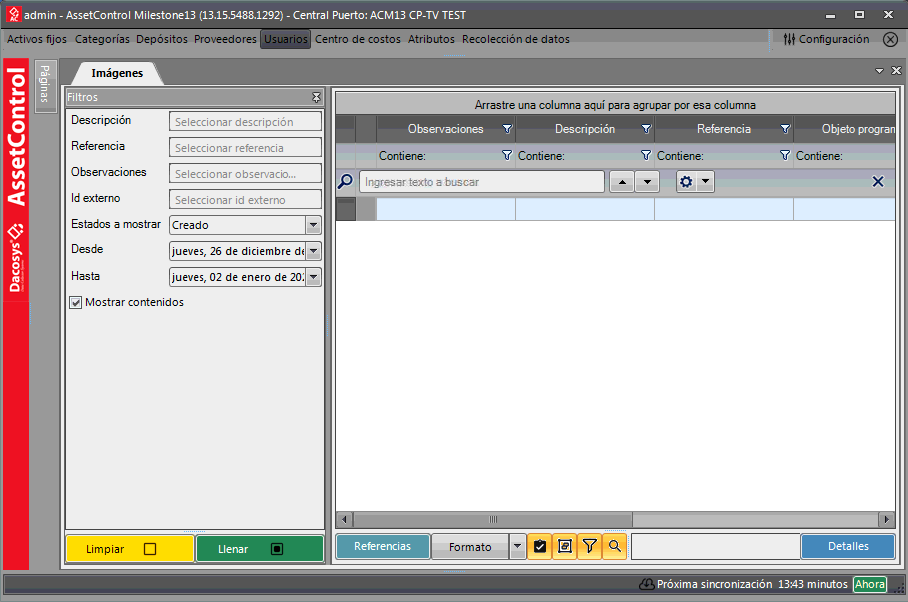 admin - AssetControl Milestone13 (13.15.5488.1292) - Central Puerto: ACM13 CP-TV TEST
Activos fijos Categorías Depósitos Proveedores Usuarios Centro de costos Atributos Recolección de datos Configuración
AssetControl
Dacosys
Páginas
Imágenes
Filtros
Descripción Seleccionar descripción
Referencia Seleccionar referencia
Observaciones Seleccionar observacio...
Id externo Seleccionar id externo
Estados a mostrar Creado
Desde jueves, 26 de diciembre de
Hasta jueves, 02 de enero de
Mostrar contenidos
Limpiar Llenar
Arrastre una columna aquí para agrupar por esa columna
Observaciones Descripción Referencia Objeto program
Contiene: Contiene: Contiene: Contiene:
Ingresar texto a buscar
Referencias Formato Detalles
Próxima sincronización 13:43 minutos Ahora